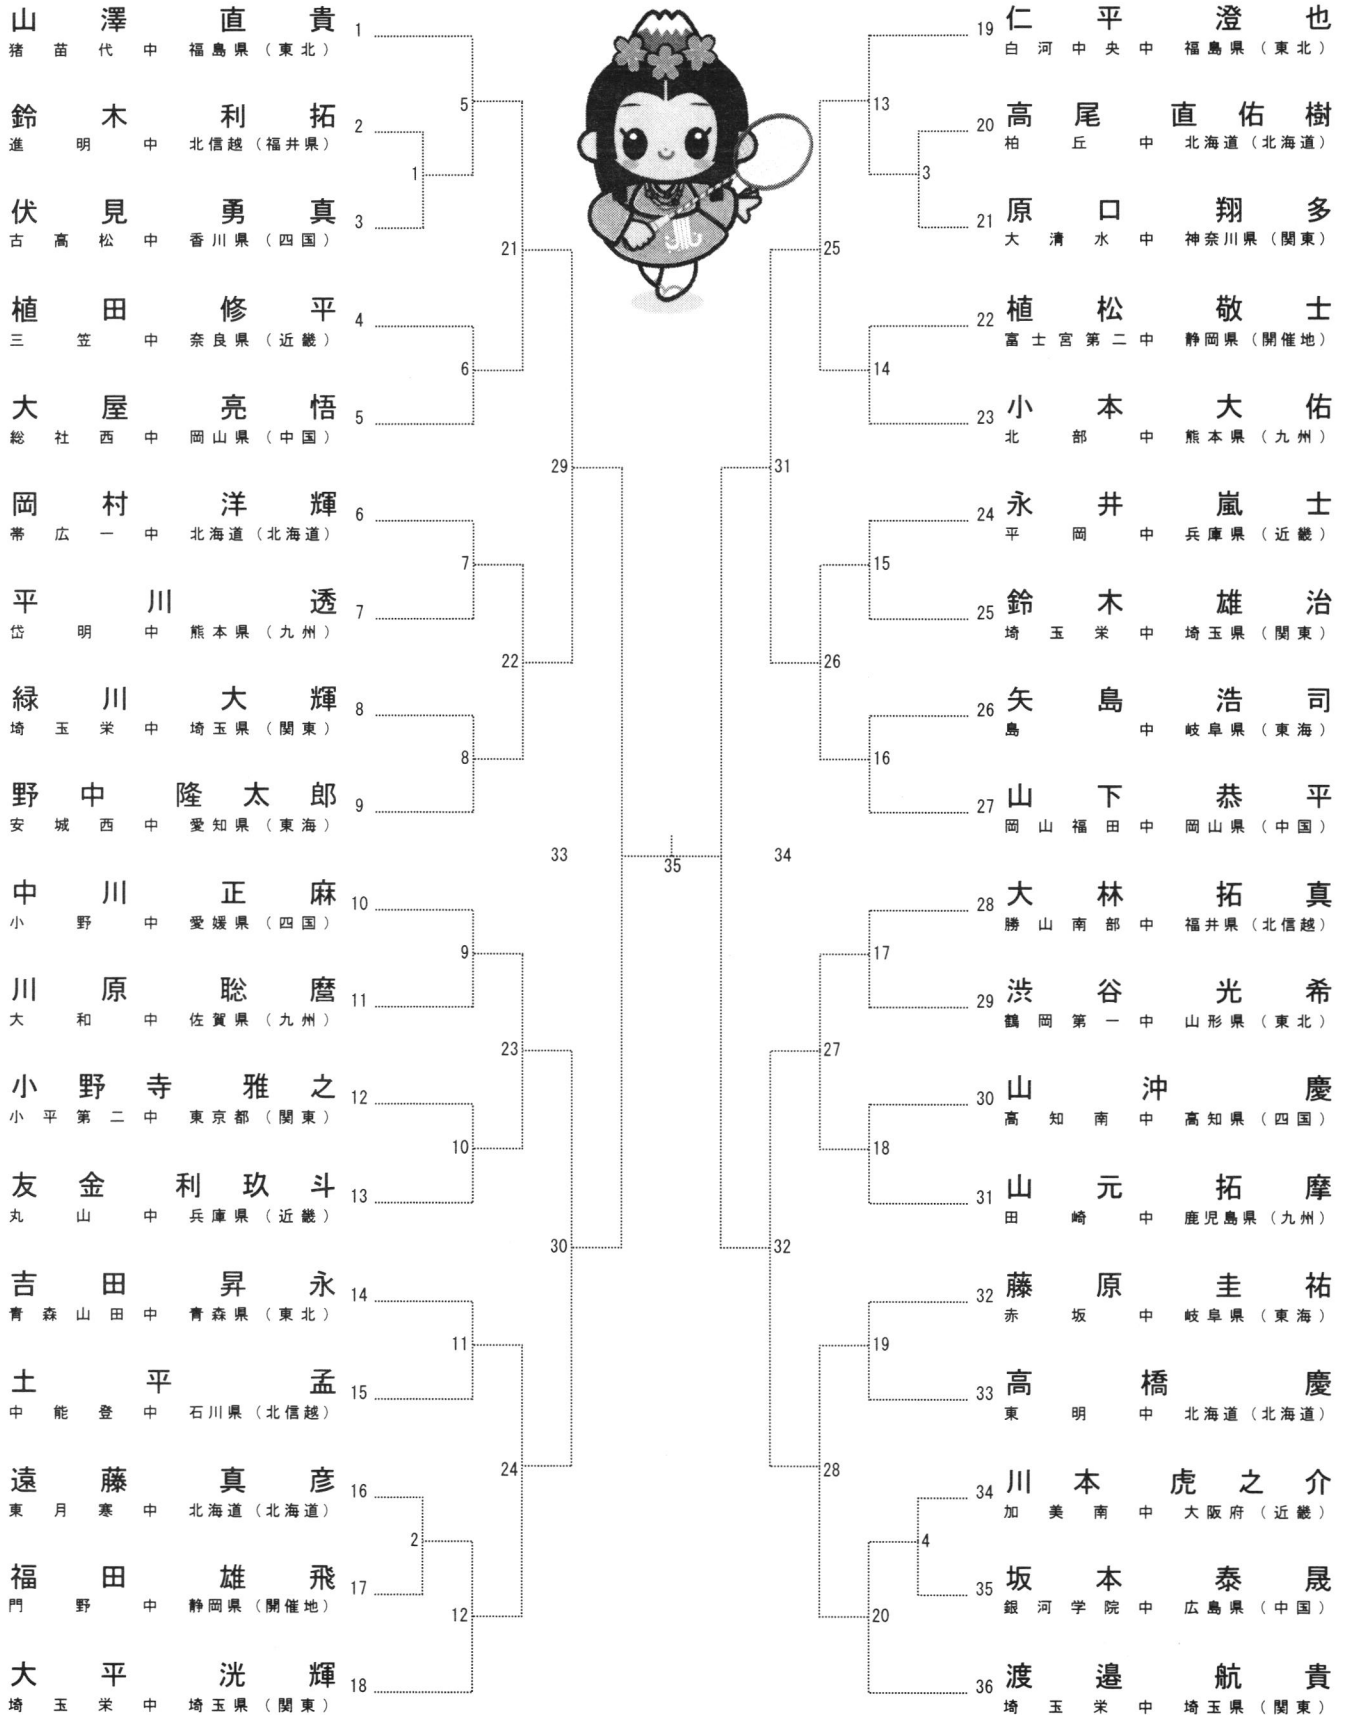 山澤直貴 1
猪苗代中 福島県（東北）
鈴木利拓 2
進明中 北信越（福井県）
伏見勇真 3
古高松中 香川県（四国）
植田修平 4
三笠中 奈良県（近畿）
大屋亮悟 5
総社西中 岡山県（中国）
岡村洋輝 6
帯広一中 北海道（北海道）
平川透 7
岱明中 熊本県（九州）
緑川大輝 8
埼玉栄中 埼玉県（関東）
野中隆太郎 9
安城西中 愛知県（東海）
中川正麻 10
小野中 愛媛県（四国）
川原聡麿 11
大和中 佐賀県（九州）
小野寺雅之 12
小平第二中 東京都（関東）
友金利玖斗 13
丸山中 兵庫県（近畿）
吉田昇永 14
青森山田中 青森県（東北）
土平孟 15
中能登中 石川県（北信越）
遠藤真彦 16
東月寒中 北海道（北海道）
福田雄飛 17
門野中 静岡県（開催地）
大平洸輝 18
埼玉栄中 埼玉県（関東）
1
2
5
6
7
8
9
10
11
12
21
22
23
24
29
30
33
35
34
31
32
25
26
27
28
13
14
15
16
17
18
19
20
3
4
19 仁平澄也
白河中央中 福島県（東北）
20 高尾直佑樹
柏丘中 北海道（北海道）
21 原口翔多
大清水中 神奈川県（関東）
22 植松敬士
富士宮第二中 静岡県（開催地）
23 小本大佑
北部中 熊本県（九州）
24 永井嵐士
平岡中 兵庫県（近畿）
25 鈴木雄治
埼玉栄中 埼玉県（関東）
26 矢島浩司
島中 岐阜県（東海）
27 山下恭平
岡山福田中 岡山県（中国）
28 大林拓真
勝山南部中 福井県（北信越）
29 渋谷光希
鶴岡第一中 山形県（東北）
30 山沖慶
高知南中 高知県（四国）
31 山元拓摩
田崎中 鹿児島県（九州）
32 藤原圭祐
赤坂中 岐阜県（東海）
33 高橋慶
東明中 北海道（北海道）
34 川本虎之介
加美南中 大阪府（近畿）
35 坂本泰晟
銀河学院中 広島県（中国）
36 渡邉航貴
埼玉栄中 埼玉県（関東）